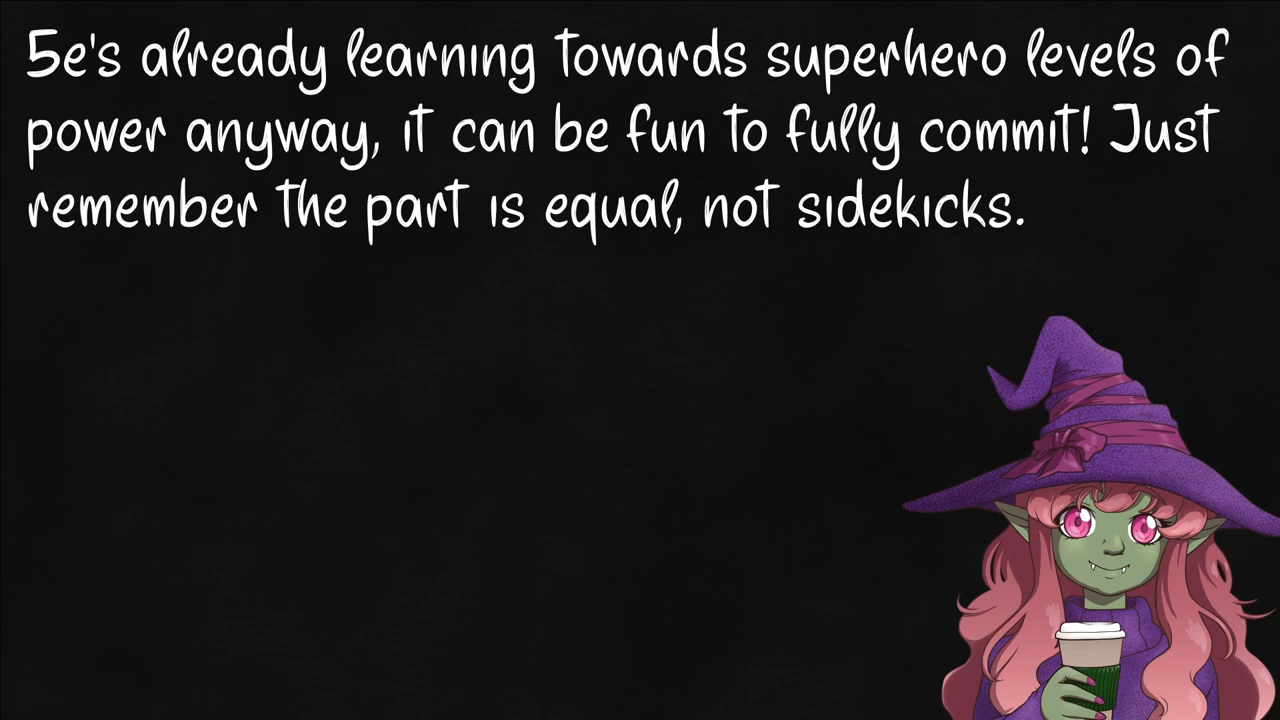 5e's already learning towards superhero levels of
power anyway, it can be fun to fully commit! Just
remember the part is equal, not sidekicks.